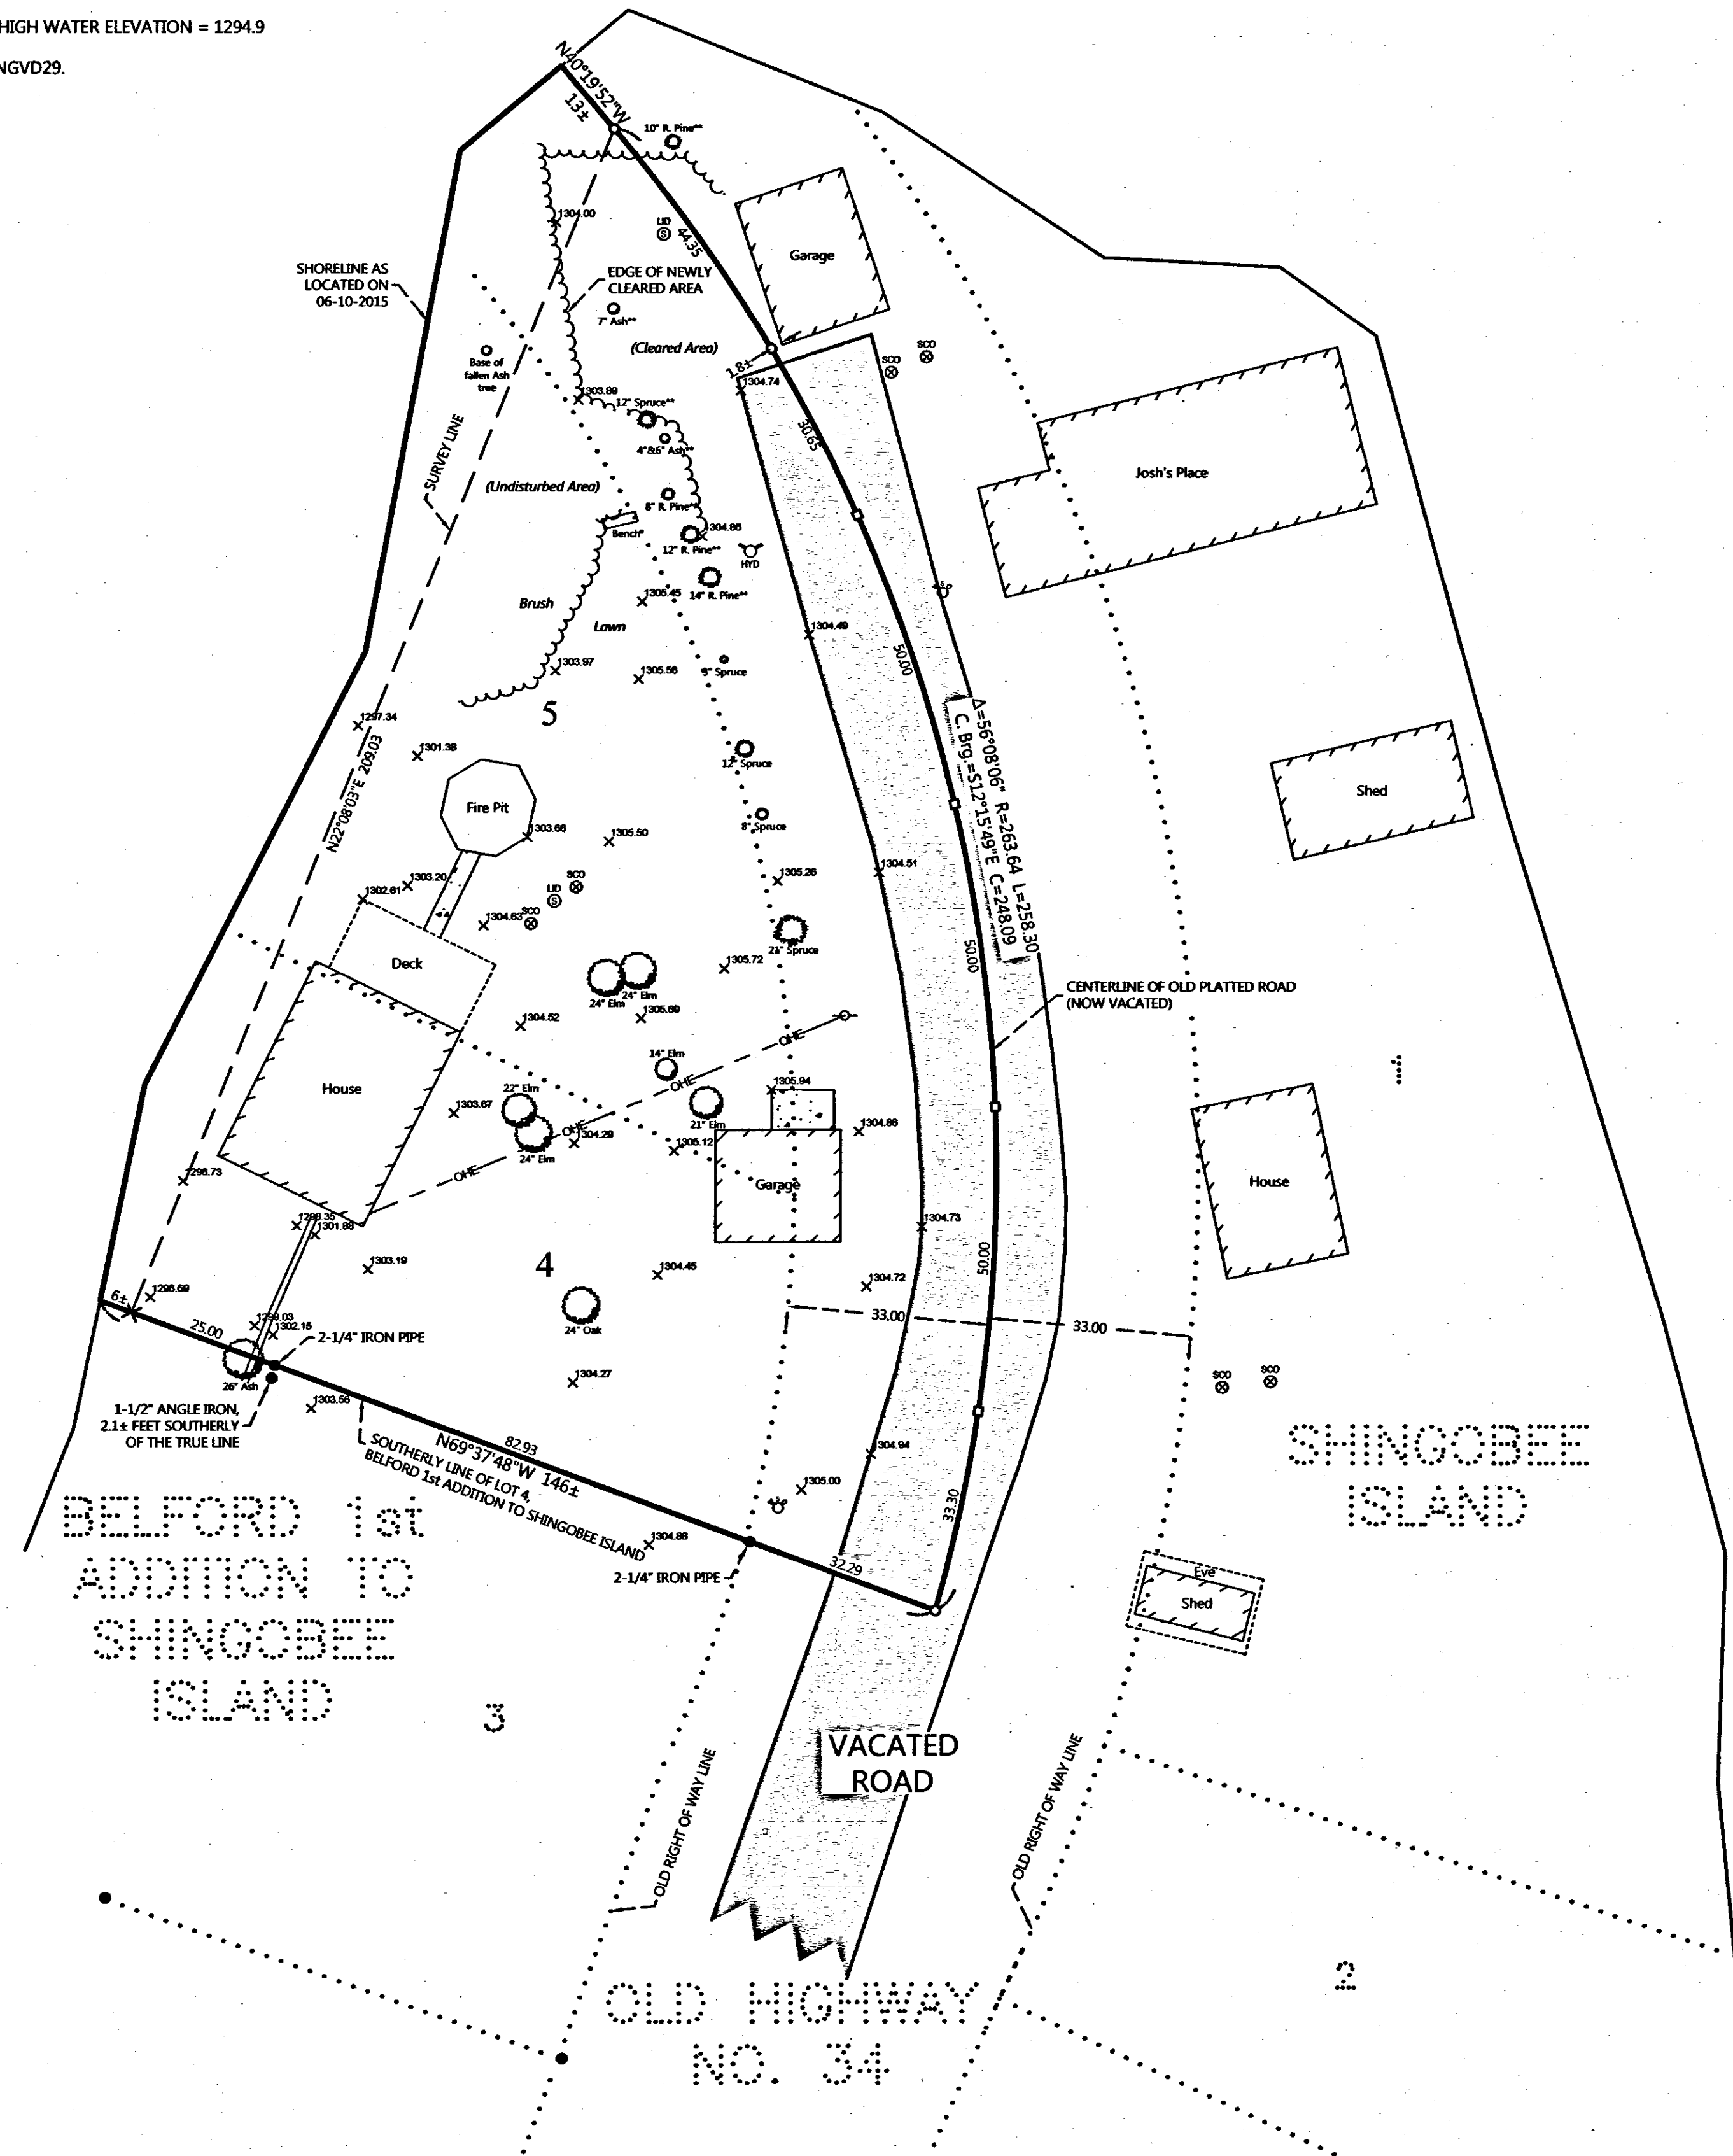 HIGH WATER ELEVATION = 1294.9
NGVD29.
N40°19'52"W
13±
10" R. Pine**
1304.00
LID
S
44.35
Garage
SHORELINE AS
LOCATED ON
06-10-2015
EDGE OF NEWLY
CLEARED AREA
7" Ash**
(Cleared Area)
Base of
fallen Ash
tree
1.8±
SCO
SCO
1304.74
1303.89
12" Spruce**
4"&6" Ash**
30.65
SURVEY LINE
(Undisturbed Area)
8" R. Pine**
Josh's Place
Bench*
1304.86
12" R. Pine**
HYD
14" R. Pine**
1305.45
Brush
Lawn
1304.49
50.00
1303.97
1305.56
5" Spruce
5
1297.34
1301.38
12" Spruce
Δ=56°08'06" R=263.64 L=258.30
C. Brg.=S12°15'49"E C=248.09
N22°08'03"E 209.03
Fire Pit
8" Spruce
Shed
1303.66
1305.50
1305.26
1304.51
1303.20
1302.61
SCO
LID
S
1304.63
SCO
21" Spruce
50.00
Deck
1305.72
24" Elm
24" Elm
CENTERLINE OF OLD PLATTED ROAD
(NOW VACATED)
1304.52
1305.69
OHE
14" Elm
1
House
22" Elm
OHE
1305.94
1303.67
21" Elm
OHE
1304.29
24" Elm
1305.12
1304.86
OHE
Garage
House
1296.73
1298.35
1301.88
1304.73
1303.19
4
1304.45
1304.72
50.00
6±
1296.69
25.00
1299.03
1302.15
24" Oak
33.00
33.00
2-1/4" IRON PIPE
26" Ash
1304.27
SCO
SCO
1-1/2" ANGLE IRON,
2.1± FEET SOUTHERLY
OF THE TRUE LINE
1303.56
82.93
N69°37'48"W 146±
SOUTHERLY LINE OF LOT 4,
BELFORD 1st ADDITION TO SHINGOBEE ISLAND
1304.94
1305.00
SHINGOBEE
ISLAND
33.30
BELFORD 1st
ADDITION TO
SHINGOBEE
ISLAND
1304.88
2-1/4" IRON PIPE
32.29
Eve
Shed
3
VACATED
ROAD
OLD RIGHT OF WAY LINE
OLD RIGHT OF WAY LINE
2
OLD HIGHWAY
NO. 34